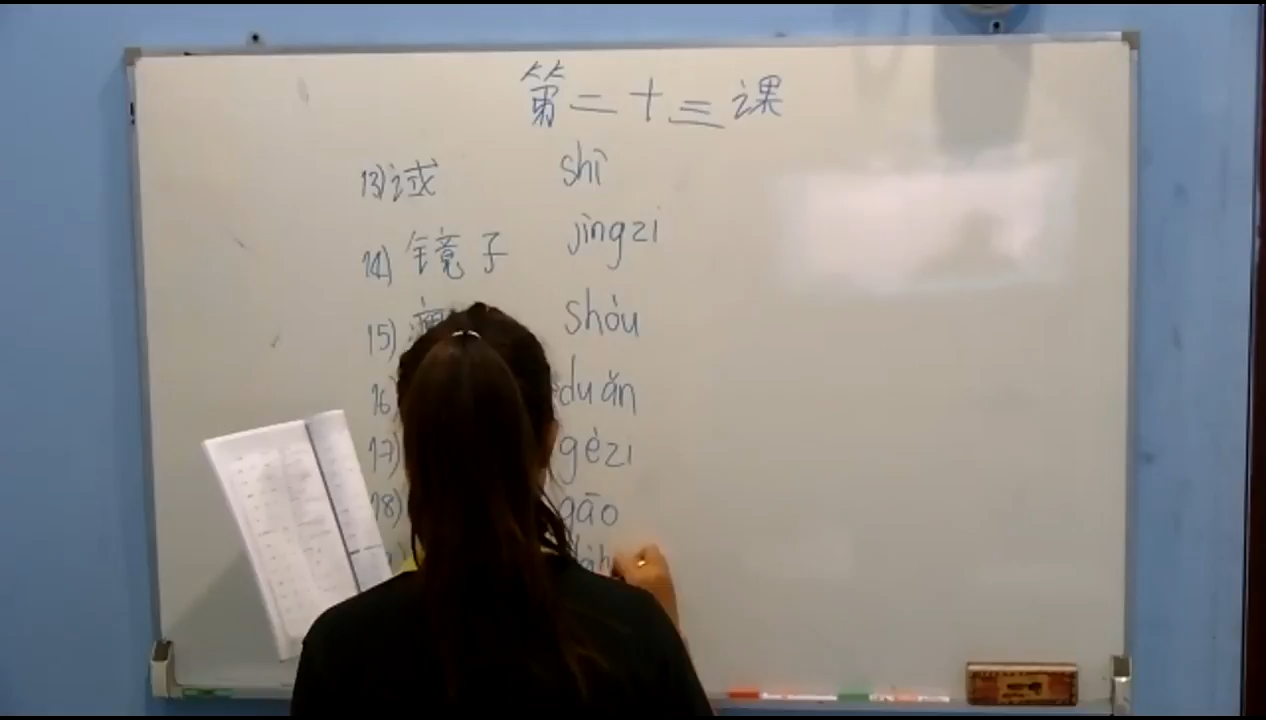 第二十三课
13) 试 shì
14) 镜子 jìngzi
15) shòu
16) duǎn
17) gèzi
18) gāo